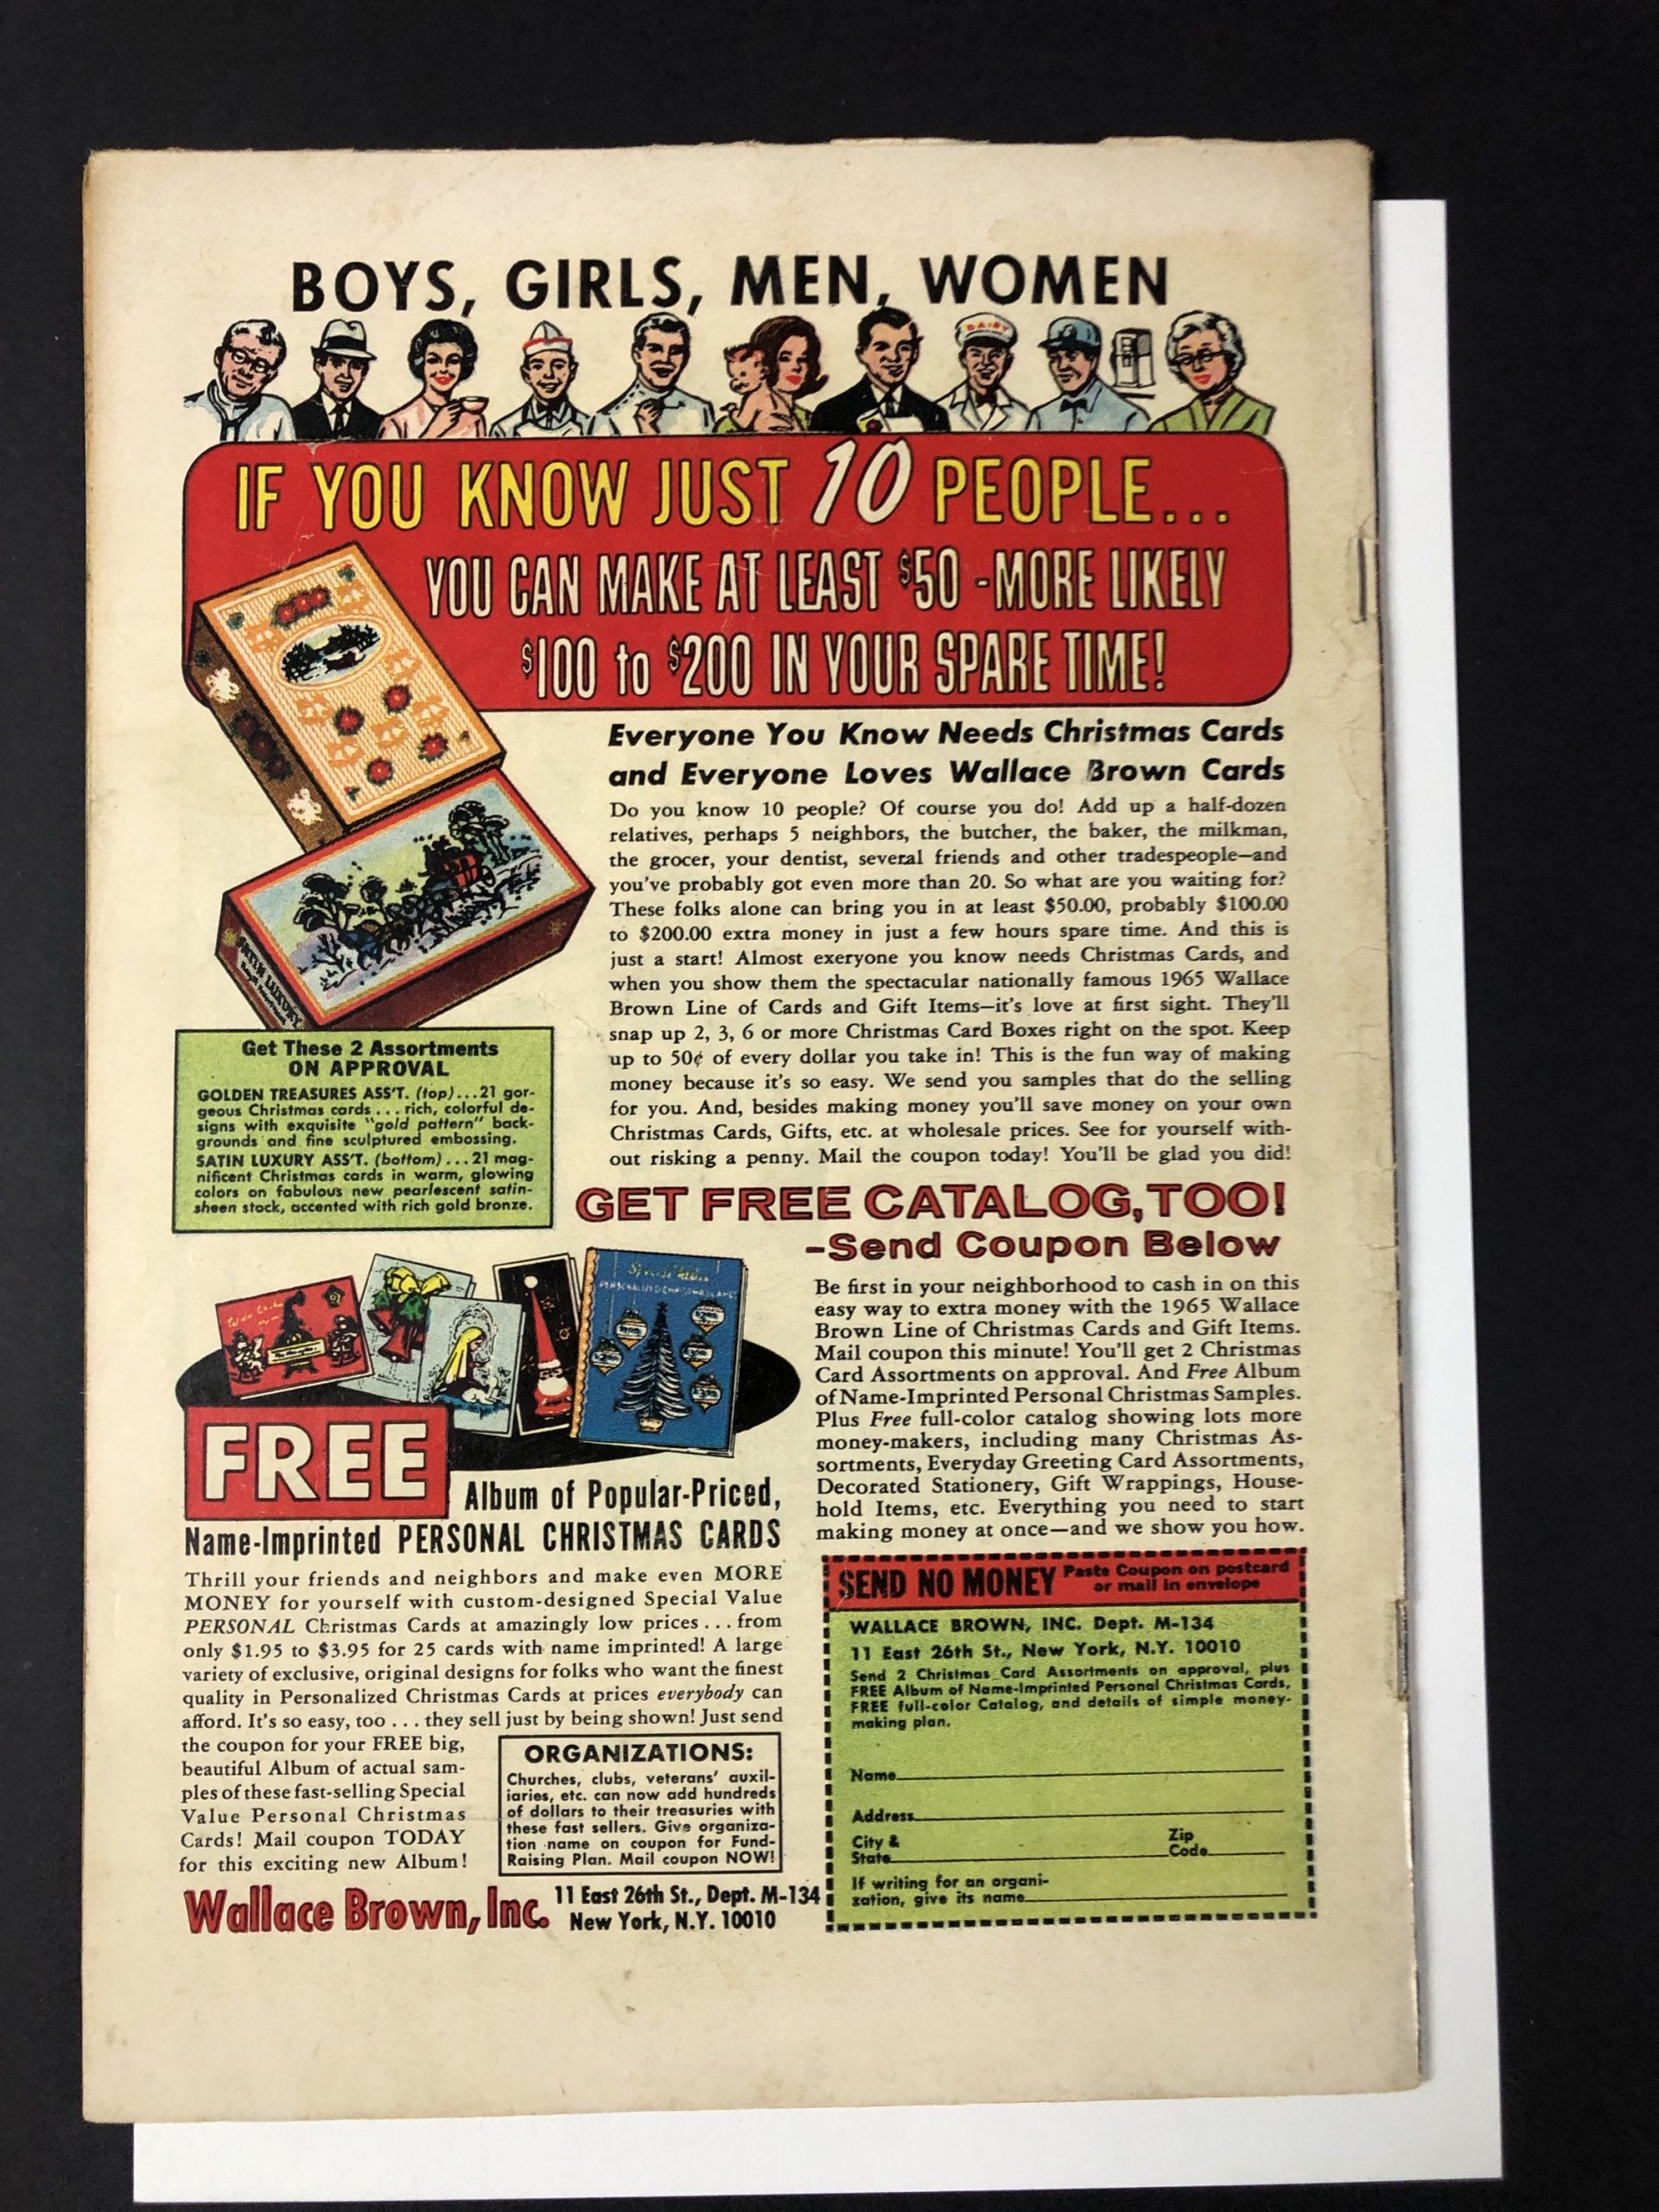 BOYS, GIRLS, MEN, WOMEN
DAIRY
IF YOU KNOW JUST 10 PEOPLE...
YOU CAN MAKE AT LEAST $50 - MORE LIKELY
$100 to $200 IN YOUR SPARE TIME!
Everyone You Know Needs Christmas Cards
and Everyone Loves Wallace Brown Cards
Do you know 10 people? Of course you do! Add up a half-dozen
relatives, perhaps 5 neighbors, the butcher, the baker, the milkman,
the grocer, your dentist, several friends and other tradespeople—and
you've probably got even more than 20. So what are you waiting for?
These folks alone can bring you in at least $50.00, probably $100.00
to $200.00 extra money in just a few hours spare time. And this is
just a start! Almost exeryone you know needs Christmas Cards, and
when you show them the spectacular nationally famous 1965 Wallace
Brown Line of Cards and Gift Items—it's love at first sight. They'll
snap up 2, 3, 6 or more Christmas Card Boxes right on the spot. Keep
up to 50¢ of every dollar you take in! This is the fun way of making
money because it's so easy. We send you samples that do the selling
for you. And, besides making money you'll save money on your own
Christmas Cards, Gifts, etc. at wholesale prices. See for yourself with-
out risking a penny. Mail the coupon today! You'll be glad you did!
SATIN LUXURY
Get These 2 Assortments
ON APPROVAL
GOLDEN TREASURES ASS'T. (top)...21 gor-
geous Christmas cards ... rich, colorful de-
signs with exquisite "gold pattern" back-
grounds and fine sculptured embossing.
SATIN LUXURY ASS'T. (bottom)...21 mag-
nificent Christmas cards in warm, glowing
colors on fabulous new pearlescent satin-
sheen stock, accented with rich gold bronze.
GET FREE CATALOG, TOO!
-Send Coupon Below
Be first in your neighborhood to cash in on this
easy way to extra money with the 1965 Wallace
Brown Line of Christmas Cards and Gift Items.
Mail coupon this minute! You'll get 2 Christmas
Card Assortments on approval. And Free Album
of Name-Imprinted Personal Christmas Samples.
Plus Free full-color catalog showing lots more
money-makers, including many Christmas As-
sortments, Everyday Greeting Card Assortments,
Decorated Stationery, Gift Wrappings, House-
hold Items, etc. Everything you need to start
making money at once—and we show you how.
Special Value
PERSONALIZED CHRISTMAS CARDS
FREE
Album of Popular-Priced,
Name-Imprinted PERSONAL CHRISTMAS CARDS
Thrill your friends and neighbors and make even MORE
MONEY for yourself with custom-designed Special Value
PERSONAL Christmas Cards at amazingly low prices ... from
only $1.95 to $3.95 for 25 cards with name imprinted! A large
variety of exclusive, original designs for folks who want the finest
quality in Personalized Christmas Cards at prices everybody can
afford. It's so easy, too ... they sell just by being shown! Just send
the coupon for your FREE big,
beautiful Album of actual sam-
ples of these fast-selling Special
Value Personal Christmas
Cards! Mail coupon TODAY
for this exciting new Album!
ORGANIZATIONS:
Churches, clubs, veterans' auxil-
iaries, etc. can now add hundreds
of dollars to their treasuries with
these fast sellers. Give organiza-
tion name on coupon for Fund-
Raising Plan. Mail coupon NOW!
Wallace Brown, Inc.
11 East 26th St., Dept. M-134
New York, N.Y. 10010
SEND NO MONEY
Paste Coupon on postcard
or mail in envelope
WALLACE BROWN, INC. Dept. M-134
11 East 26th St., New York, N.Y. 10010
Send 2 Christmas Card Assortments on approval, plus
FREE Album of Name-Imprinted Personal Christmas Cards,
FREE full-color Catalog, and details of simple money-
making plan.
Name
Address
City & Zip
State Code
If writing for an organi-
zation, give its name